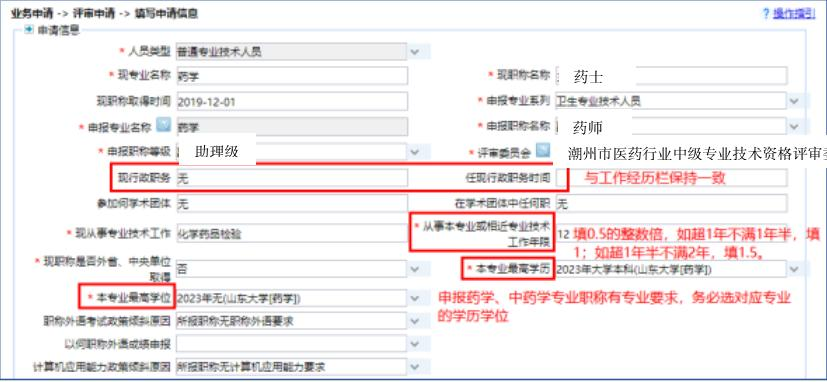 业务申请 -> 评审申请 -> 填写申请信息 ? 操作指引
申请信息
* 人员类型 普通专业技术人员
* 现专业名称 药学 * 现职称名称 药士
现职称取得时间 2019-12-01 * 申报专业系列 卫生专业技术人员
* 申报专业名称 药学 * 申报职称名称 药师
* 申报职称等级 助理级 * 评审委员会 潮州市医药行业中级专业技术资格评审
现行政职务 无 任现行政职务时间 与工作经历栏保持一致
参加何学术团体 无 在学术团体中任何职 无
* 现从事专业技术工作 化学药品检验 * 从事本专业或相近专业技术
工作年限 12 填0.5的整数倍，如超1年不满1年半，填
1；如超1年半不满2年，填1.5。
* 现职称是否外省、中央单位
取得 否 * 本专业最高学历 2023年大学本科(山东大学[药学])
* 本专业最高学位 2023年无(山东大学[药学])
申报药学、中药学专业职称有专业要求，务必选对应专业
的学历学位
职称外语考试政策倾斜原因 所报职称无职称外语要求
以何职称外语成绩申报
计算机应用能力政策倾斜原因 所报职称无计算机应用能力要求